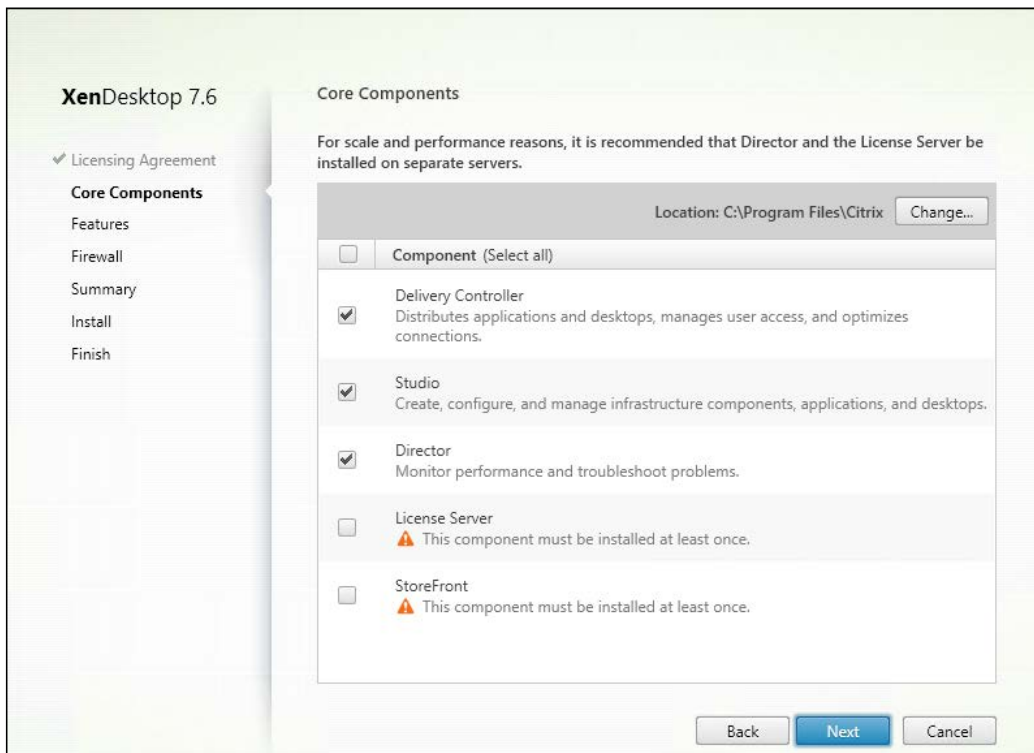 XenDesktop 7.6
Licensing Agreement
Core Components
Features
Firewall
Summary
Install
Finish
Core Components
For scale and performance reasons, it is recommended that Director and the License Server be
installed on separate servers.
Location: C:\Program Files\Citrix
Change...
Component (Select all)
Delivery Controller
Distributes applications and desktops, manages user access, and optimizes
connections.
Studio
Create, configure, and manage infrastructure components, applications, and desktops.
Director
Monitor performance and troubleshoot problems.
License Server
This component must be installed at least once.
StoreFront
This component must be installed at least once.
Back
Next
Cancel